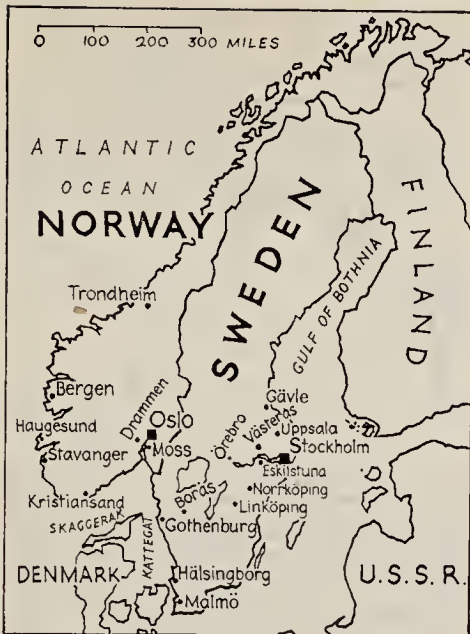 0 100 200 300 MILES
ATLANTIC
OCEAN
NORWAY
SWEDEN
FINLAND
GULF OF BOTHNIA
Trondheim
Bergen
Haugesund
Stavanger
Drammen
Oslo
Moss
Kristiansand
SKAGGERAK
KATTEGAT
DENMARK
Gävle
Västerås
Uppsala
Örebro
Stockholm
Eskilstuna
Norrköping
Linköping
Borås
Gothenburg
Hälsingborg
Malmö
U.S.S.R.